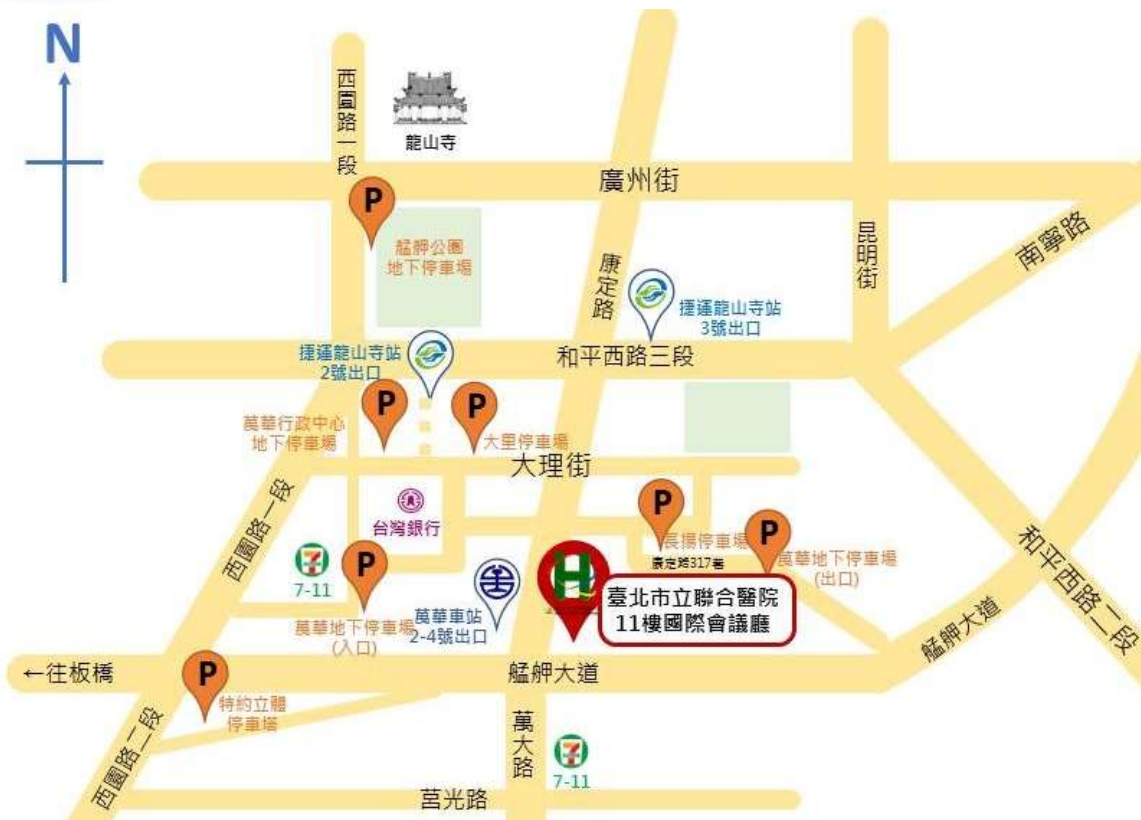 N
西園路一段
龍山寺
廣州街
P
艋舺公園
地下停車場
康定路
昆明街
南寧路
捷運龍山寺站
3號出口
捷運龍山寺站
2號出口
和平西路三段
P
P
萬華行政中心
地下停車場
大里停車場
大理街
西園路一段
台灣銀行
P
長揚停車場
康定路317巷
P
萬華地下停車場
(出口)
和平西路二段
7-11
P
萬華地下停車場
(入口)
萬華車站
2-4號出口
H
臺北市立聯合醫院
11樓國際會議廳
艋舺大道
←往板橋
P
特約立體
停車塔
艋舺大道
西園路二段
萬大路
7-11
莒光路